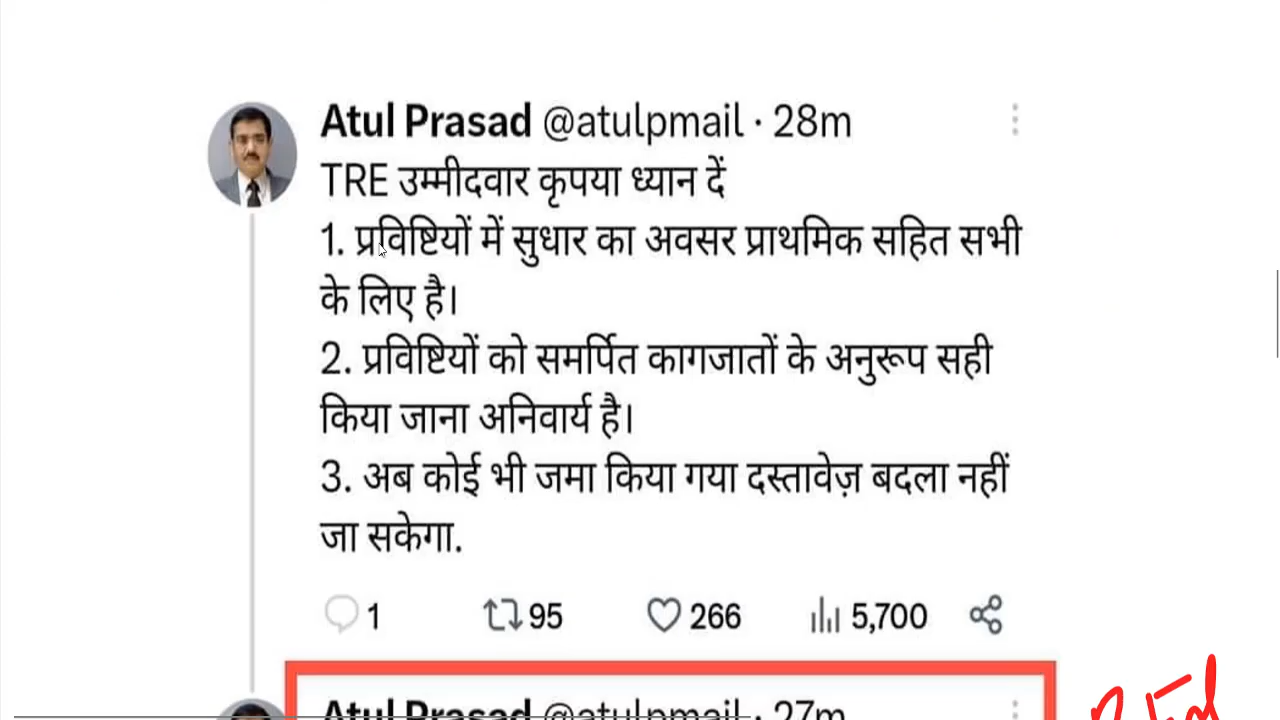 Atul Prasad @atulpmail · 28m
TRE उम्मीदवार कृपया ध्यान दें
1. प्रविष्टियों में सुधार का अवसर प्राथमिक सहित सभी
के लिए है।
2. प्रविष्टियों को समर्पित कागजातों के अनुरूप सही
किया जाना अनिवार्य है।
3. अब कोई भी जमा किया गया दस्तावेज़ बदला नहीं
जा सकेगा.
1 95 266 5,700
Atul Prasad @atulpmail · 27m